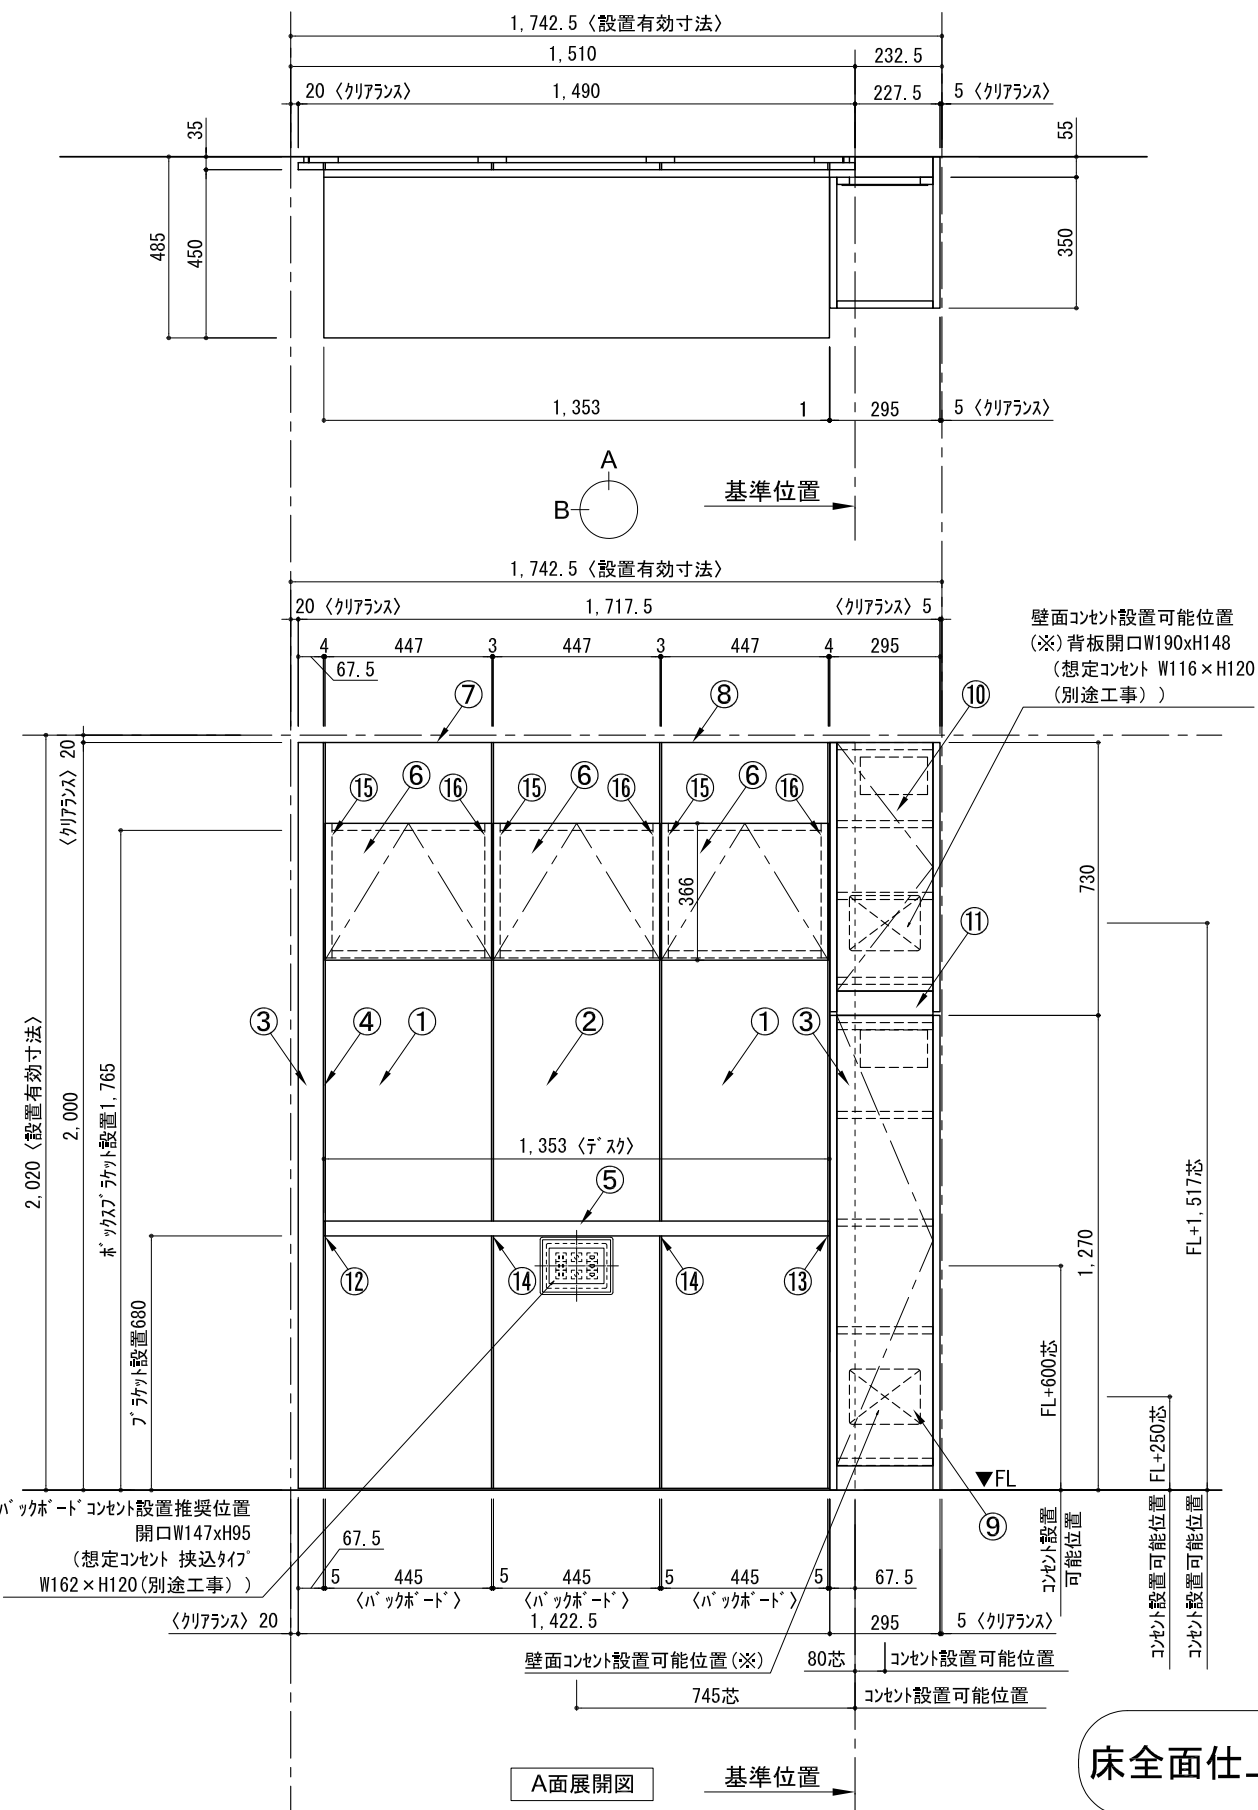 1,742.5〈設置有効寸法〉
1,510
232.5
20〈クリアランス〉
1,490
227.5
5〈クリアランス〉
35
55
485
450
350
1,353
1
295
5〈クリアランス〉
A
B
基準位置
1,742.5〈設置有効寸法〉
20〈クリアランス〉
1,717.5
〈クリアランス〉5
4
447
3
447
3
447
4
295
67.5
壁面コンセント設置可能位置
(※)背板開口W190xH148
(想定コンセント W116×H120
(別途工事))
⑦
⑧
⑩
〈クリアランス〉20
⑮
⑥
⑯
⑮
⑥
⑯
⑮
⑥
⑯
366
730
⑪
③
④
①
②
①
③
2,020〈設置有効寸法〉
2,000
ボックスブラケット設置1,765
1,353〈デスク〉
⑤
FL+1,517芯
1,270
⑫
⑭
⑭
⑬
ブラケット設置680
FL+600芯
FL+250芯
▼FL
⑨
バックボードコンセント設置推奨位置
開口W147xH95
(想定コンセント 挟込タイプ
W162×H120(別途工事))
67.5
5
445
5
445
5
445
5
67.5
〈バックボード〉
〈バックボード〉
〈バックボード〉
〈クリアランス〉20
1,422.5
295
5〈クリアランス〉
コンセント設置
可能位置
コンセント設置可能位置
コンセント設置可能位置
壁面コンセント設置可能位置(※)
80芯
コンセント設置可能位置
745芯
コンセント設置可能位置
A面展開図
基準位置
床全面仕